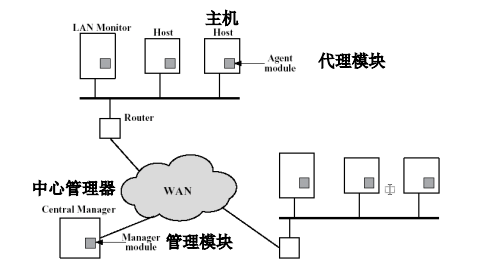 主机
LAN Monitor
Host
Host
Agent
module
代理模块
Router
中心管理器
WAN
Central Manager
Manager
module
管理模块